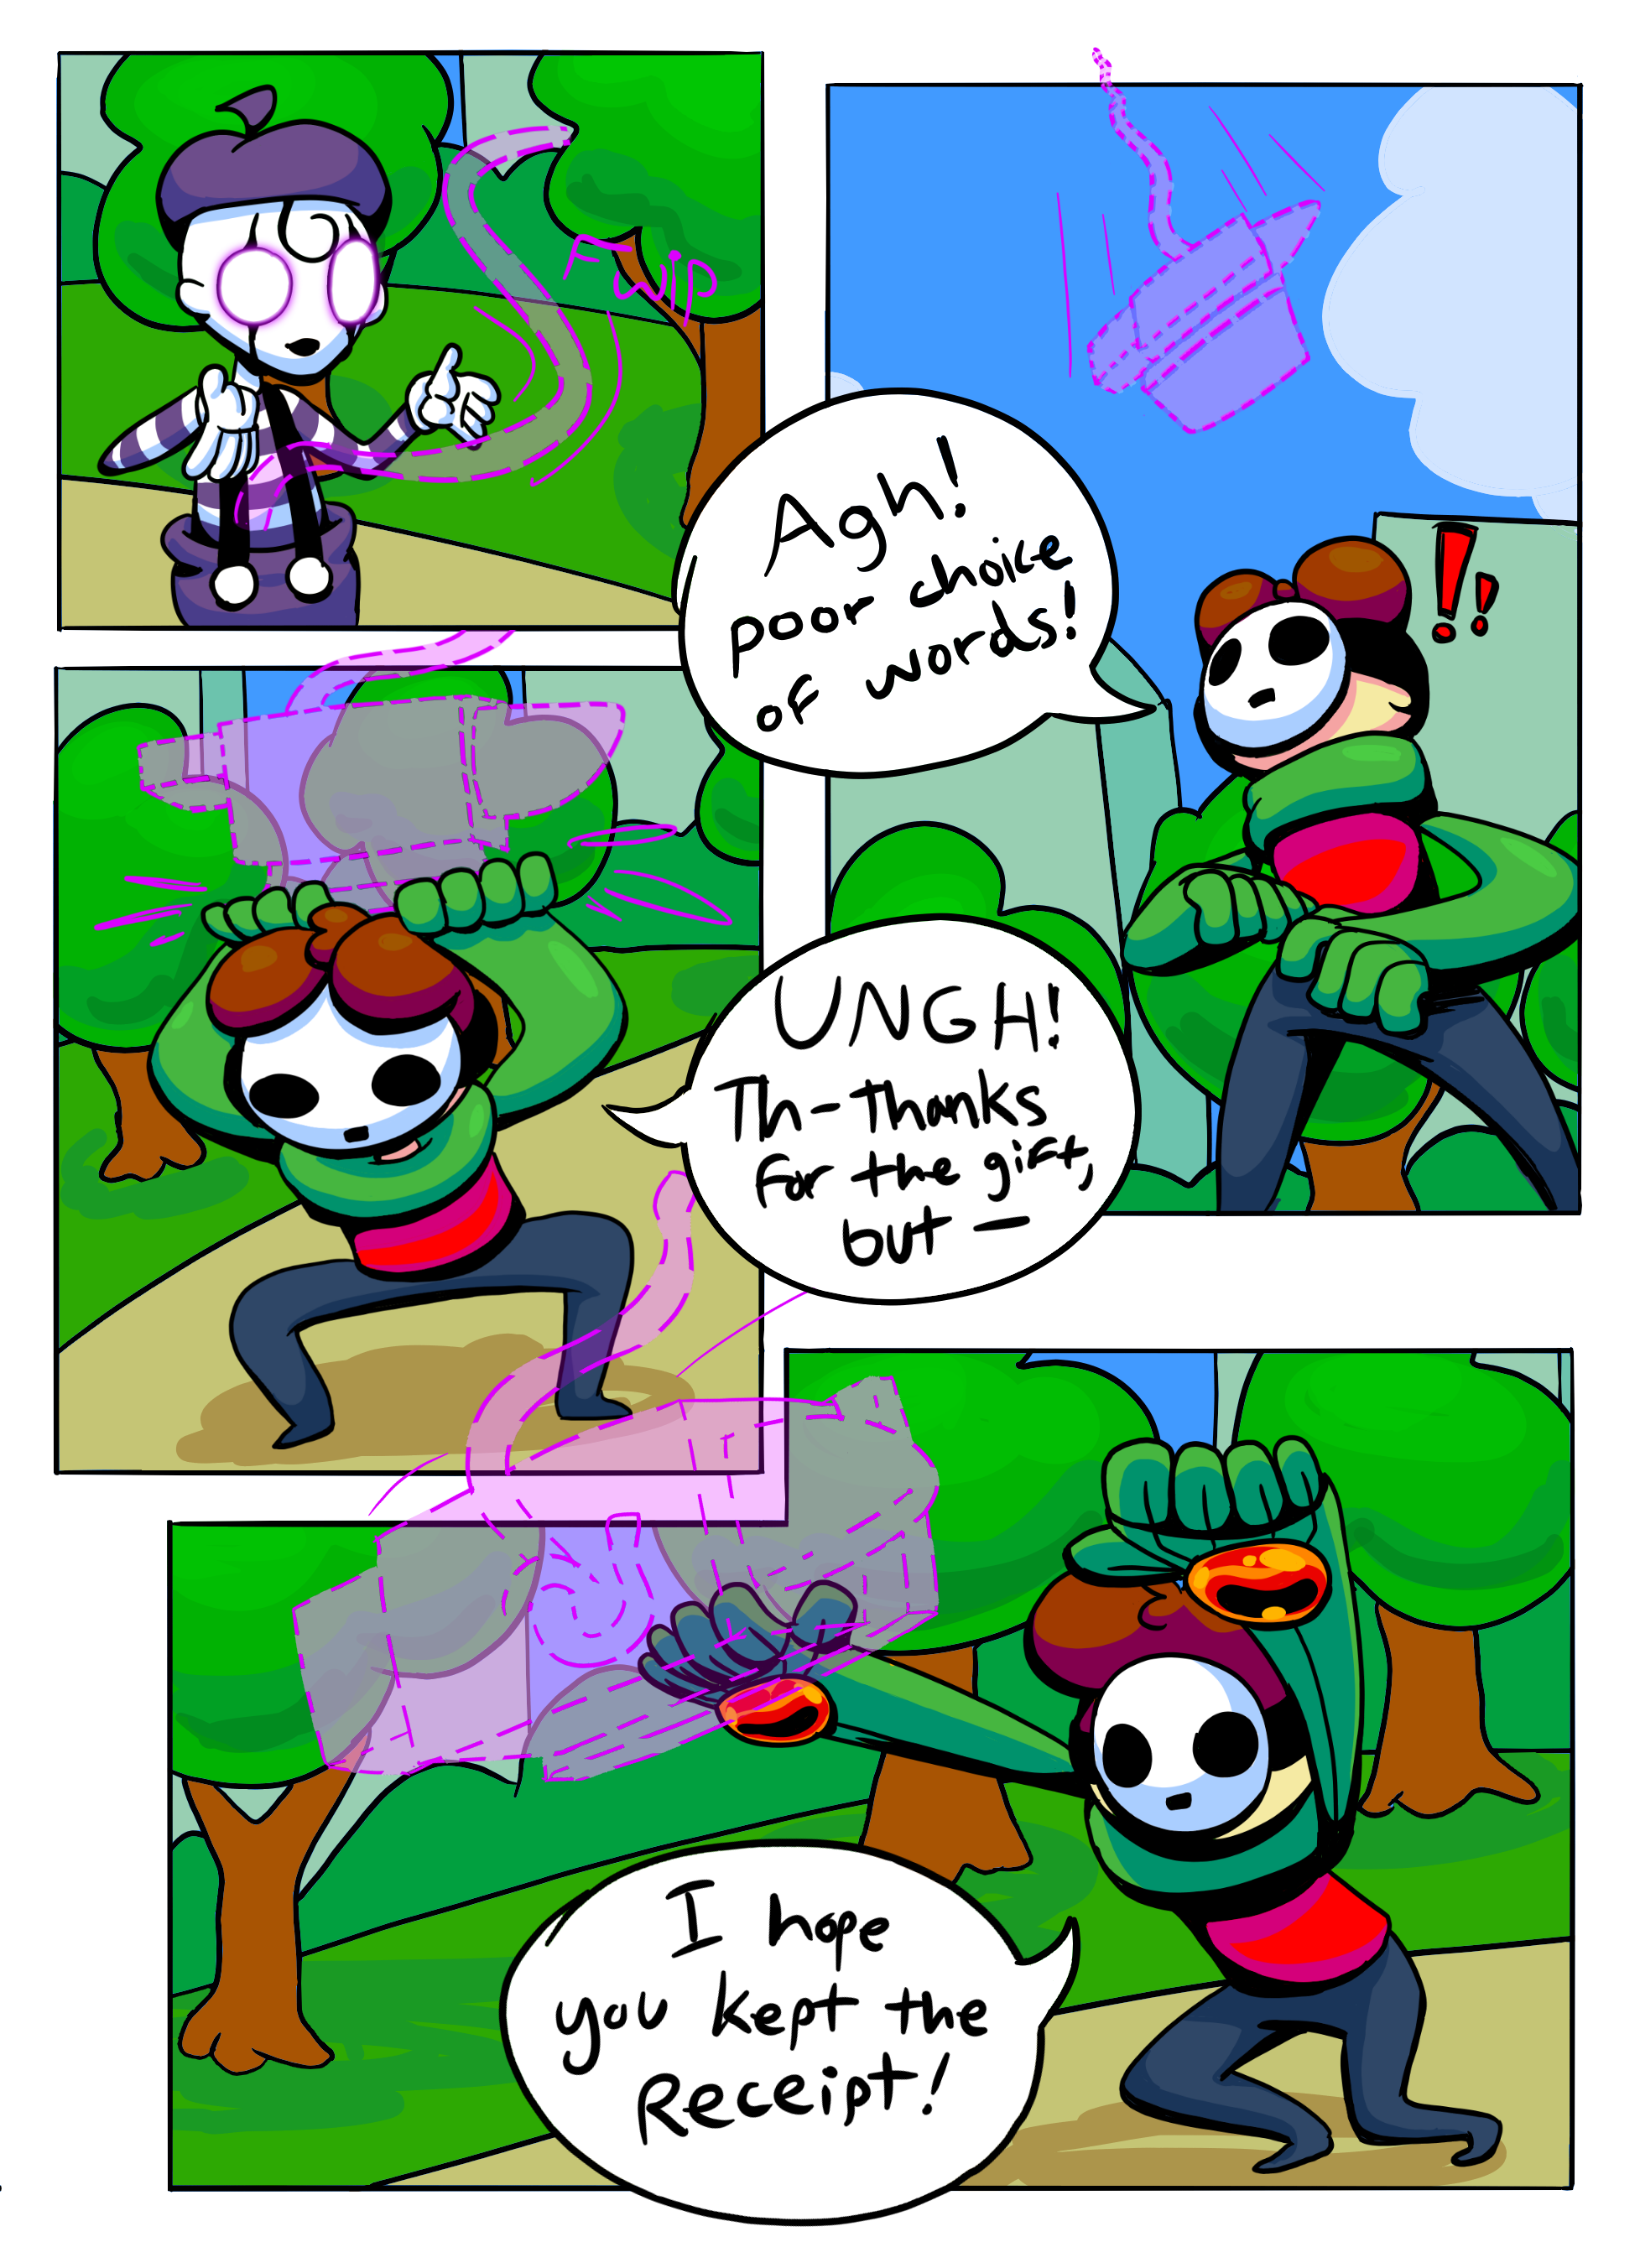 FWIP
Agh!
poor choice
of words!
!!
UNGH!
Th-thanks
for the gift,
but —
I hope
you kept the
Receipt!